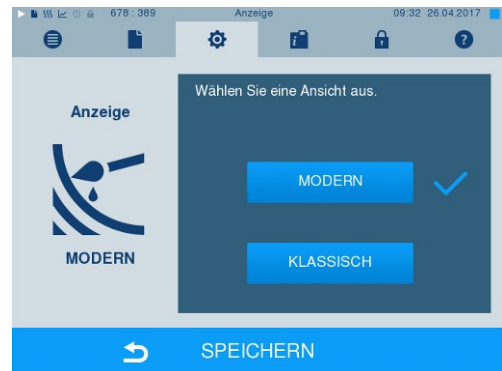 678 : 389 Anzeige 09:32 26.04.2017
Anzeige
MODERN
Wählen Sie eine Ansicht aus.
MODERN
KLASSISCH
SPEICHERN